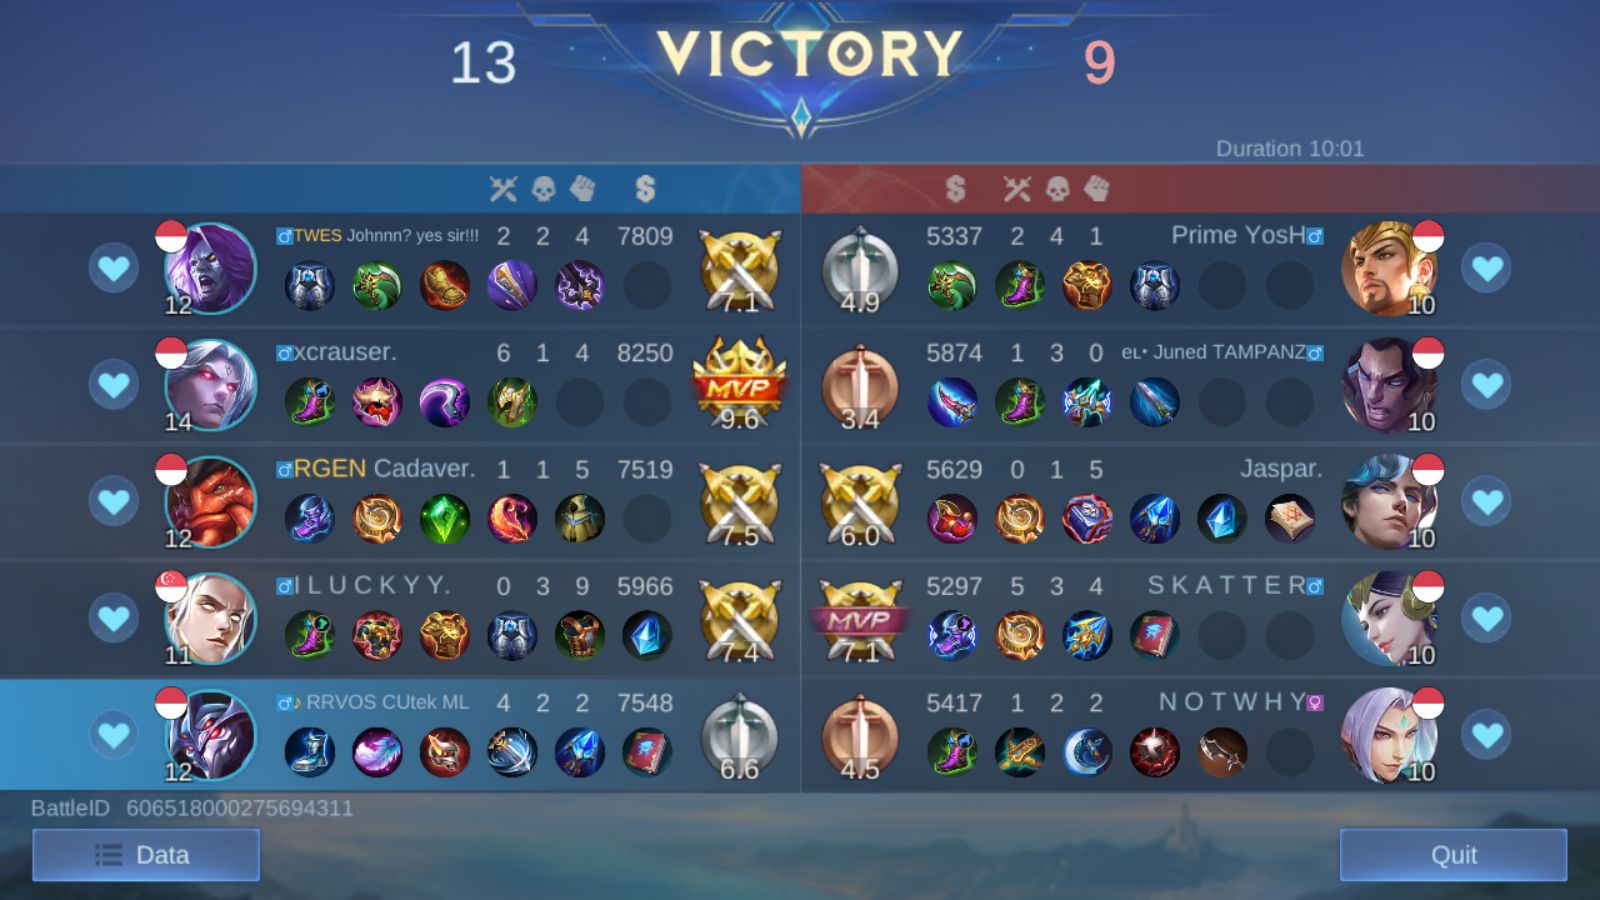 13 VICTORY 9
Duration 10:01
TWES Johnnn? yes sir!!! 2 2 4 7809
12 7.1
4.9 5337 2 4 1 Prime YosH
10
xcrauser. 6 1 4 8250
14 MVP 9.6
3.4 5874 1 3 0 eL• Juned TAMPANZ
10
RGEN Cadaver. 1 1 5 7519
12 7.5
6.0 5629 0 1 5 Jaspar.
10
I L U C K Y Y. 0 3 9 5966
11 7.4
MVP 7.1 5297 5 3 4 S K A T T E R
10
♪ RRVOS CUtek ML 4 2 2 7548
12 6.6
4.5 5417 1 2 2 N O T W H Y
10
BattleID 606518000275694311
Data
Quit